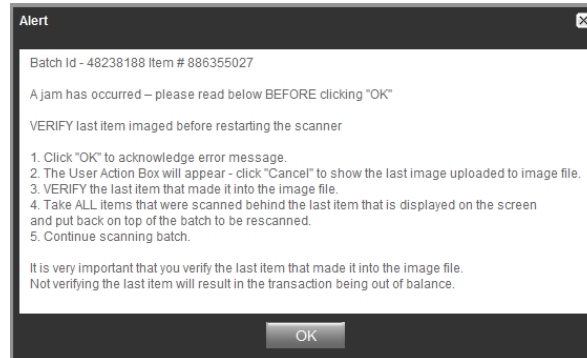 Alert
Batch Id - 48238188 Item # 886355027
A jam has occurred – please read below BEFORE clicking "OK"
VERIFY last item imaged before restarting the scanner
1. Click "OK" to acknowledge error message.
2. The User Action Box will appear - click "Cancel" to show the last image uploaded to image file.
3. VERIFY the last item that made it into the image file.
4. Take ALL items that were scanned behind the last item that is displayed on the screen
and put back on top of the batch to be rescanned.
5. Continue scanning batch.
It is very important that you verify the last item that made it into the image file.
Not verifying the last item will result in the transaction being out of balance.
OK